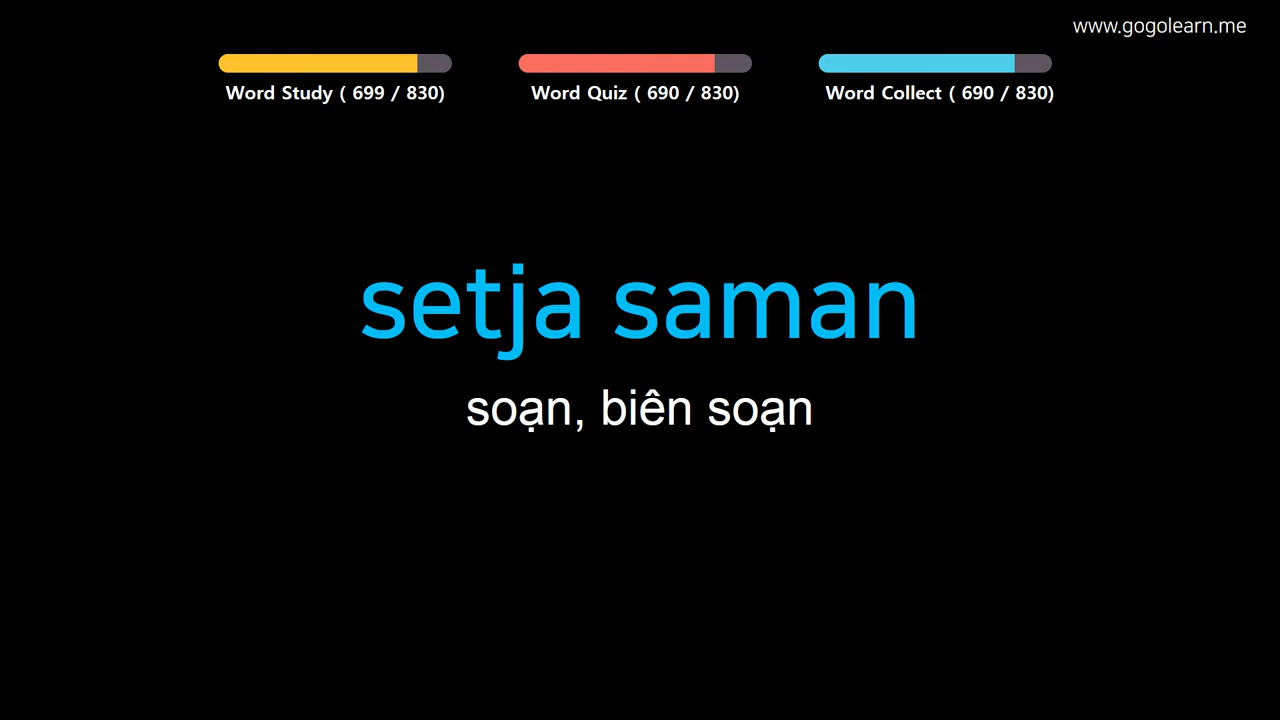 www.gogolearn.me
Word Study ( 699 / 830)
Word Quiz ( 690 / 830)
Word Collect ( 690 / 830)
setja saman
soạn, biên soạn